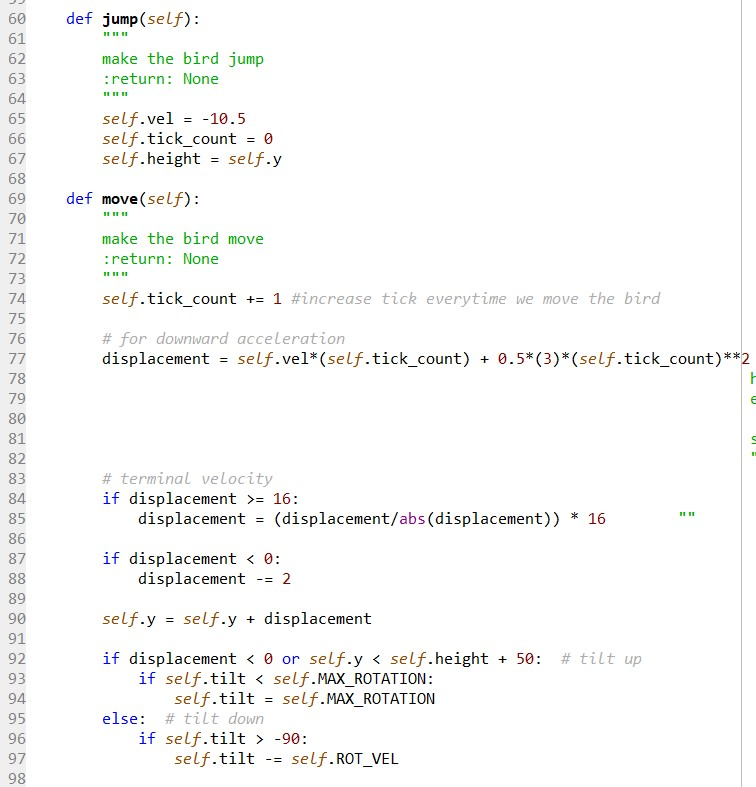 60 def jump(self):
61 """
62 make the bird jump
63 :return: None
64 """
65 self.vel = -10.5
66 self.tick_count = 0
67 self.height = self.y
68
69 def move(self):
70 """
71 make the bird move
72 :return: None
73 """
74 self.tick_count += 1 #increase tick everytime we move the bird
75
76 # for downward acceleration
77 displacement = self.vel*(self.tick_count) + 0.5*(3)*(self.tick_count)**2
78
79
80
81
82
83 # terminal velocity
84 if displacement >= 16:
85 displacement = (displacement/abs(displacement)) * 16 ""
86
87 if displacement < 0:
88 displacement -= 2
89
90 self.y = self.y + displacement
91
92 if displacement < 0 or self.y < self.height + 50: # tilt up
93 if self.tilt < self.MAX_ROTATION:
94 self.tilt = self.MAX_ROTATION
95 else: # tilt down
96 if self.tilt > -90:
97 self.tilt -= self.ROT_VEL
98